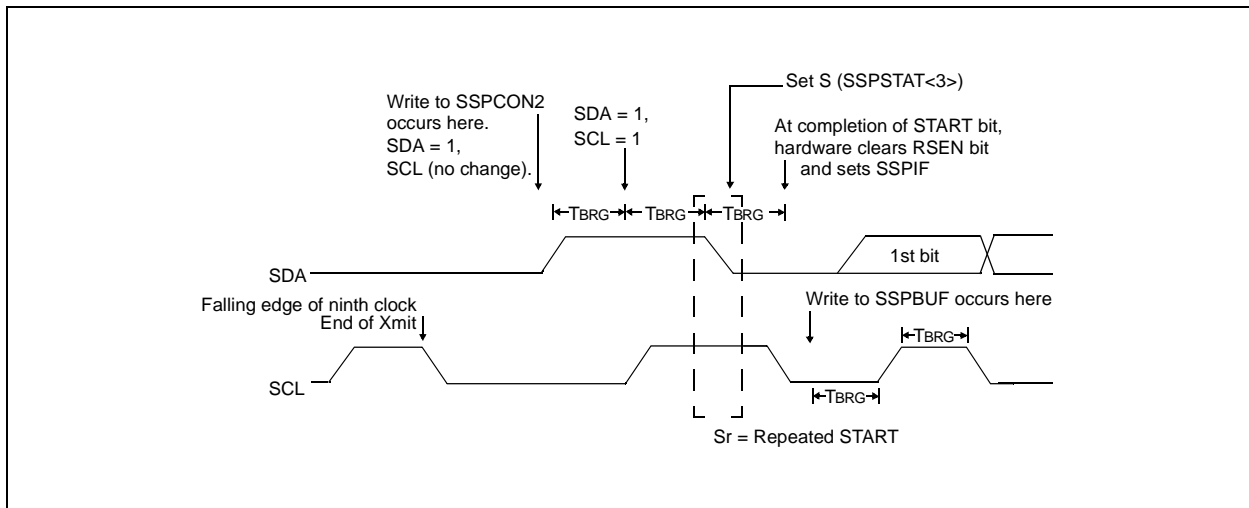 Set S (SSPSTAT<3>)
Write to SSPCON2
occurs here.
SDA = 1,
SCL (no change).
SDA = 1,
SCL = 1
At completion of START bit,
hardware clears RSEN bit
and sets SSPIF
TBRG
TBRG
TBRG
SDA
1st bit
Falling edge of ninth clock
End of Xmit
Write to SSPBUF occurs here
TBRG
SCL
TBRG
Sr = Repeated START